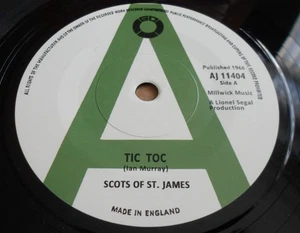 Published 1966
AJ 11404
Side A
Millwick Music
A Lionel Segal
Production
TIC TOC
(Ian Murray)
SCOTS OF ST. JAMES
MADE IN ENGLAND